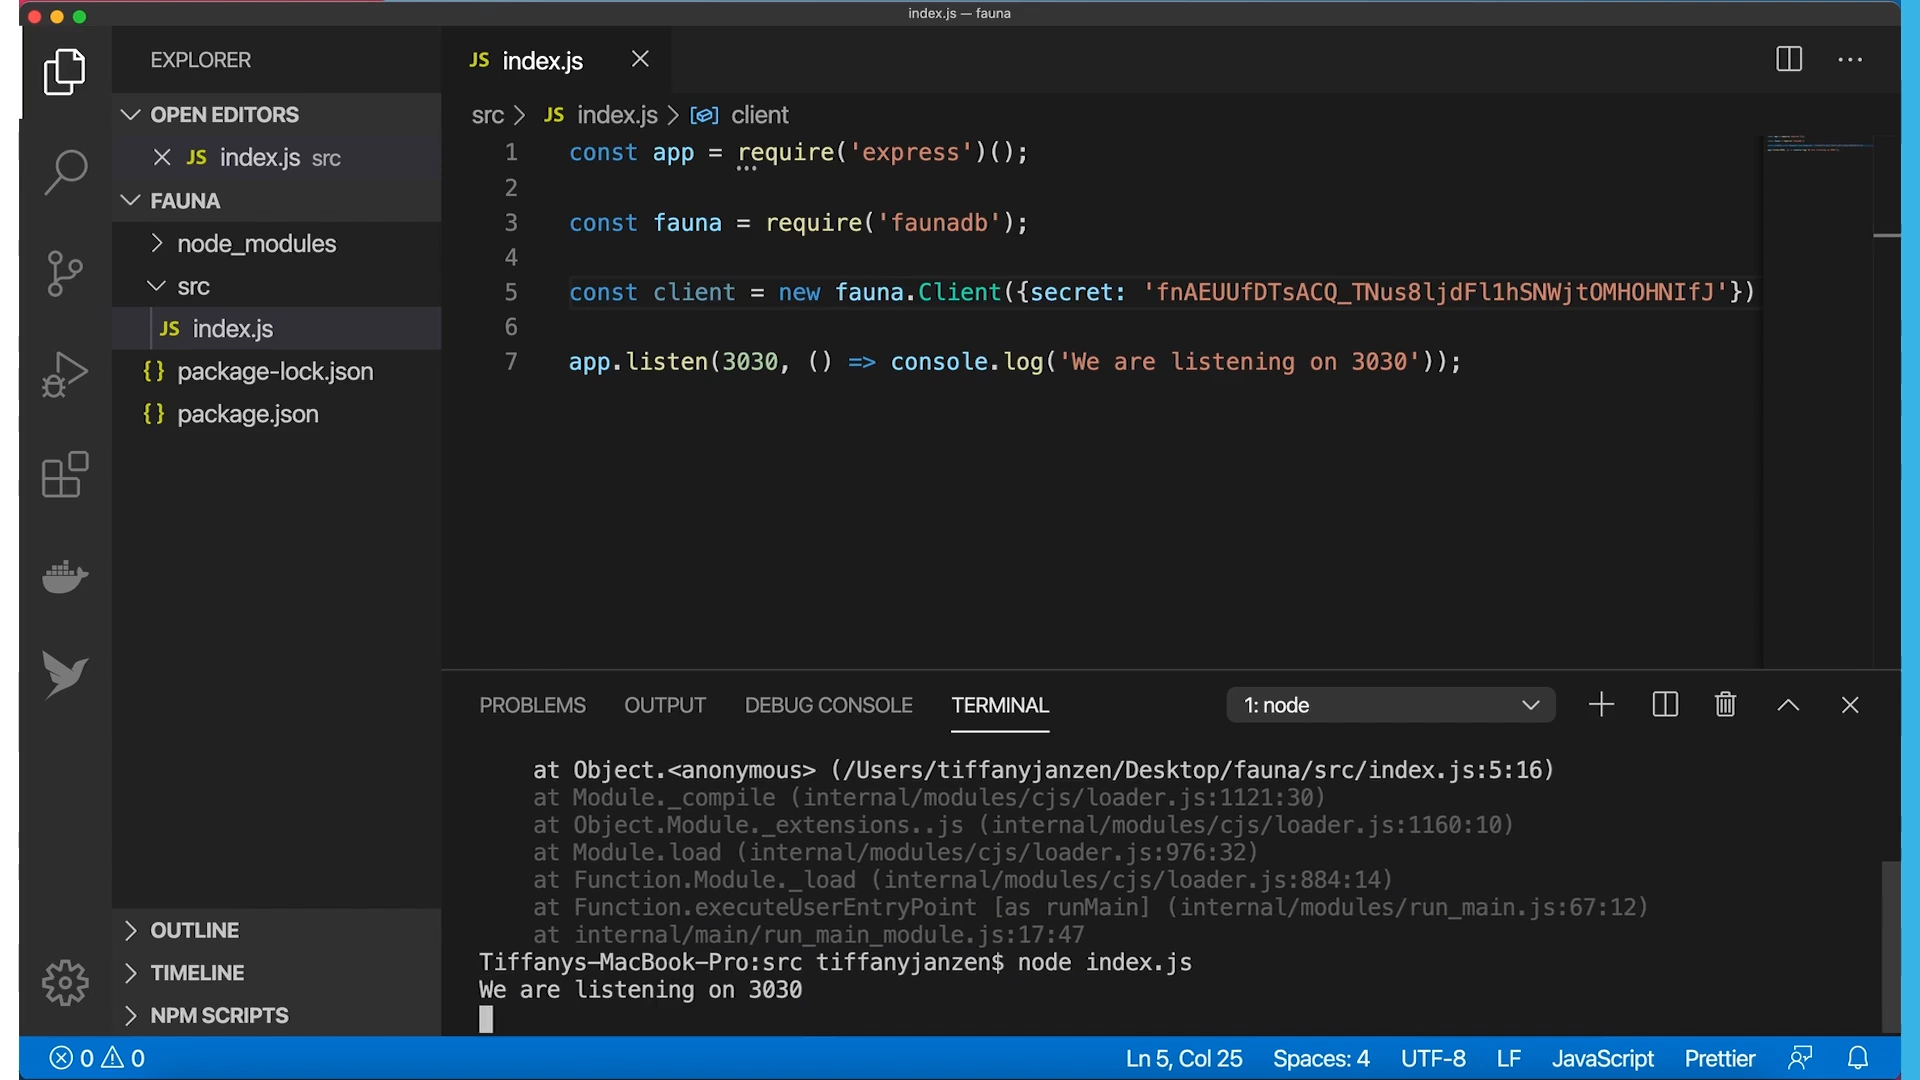 index.js — fauna
EXPLORER
OPEN EDITORS
JS index.js src
FAUNA
node_modules
src
JS index.js
{} package-lock.json
{} package.json
OUTLINE
TIMELINE
NPM SCRIPTS
JS index.js
src > JS index.js > client
1 const app = require('express')();
2
3 const fauna = require('faunadb');
4
5 const client = new fauna.Client({secret: 'fnAEUUfDTsACQ_TNus8ljdFl1hSNWjtOMHOHNIfJ'})
6
7 app.listen(3030, () => console.log('We are listening on 3030'));
PROBLEMS OUTPUT DEBUG CONSOLE TERMINAL 1: node
at Object.<anonymous> (/Users/tiffanyjanzen/Desktop/fauna/src/index.js:5:16)
at Module._compile (internal/modules/cjs/loader.js:1121:30)
at Object.Module._extensions..js (internal/modules/cjs/loader.js:1160:10)
at Module.load (internal/modules/cjs/loader.js:976:32)
at Function.Module._load (internal/modules/cjs/loader.js:884:14)
at Function.executeUserEntryPoint [as runMain] (internal/modules/run_main.js:67:12)
at internal/main/run_main_module.js:17:47
Tiffanys-MacBook-Pro:src tiffanyjanzen$ node index.js
We are listening on 3030
0 0 Ln 5, Col 25 Spaces: 4 UTF-8 LF JavaScript Prettier